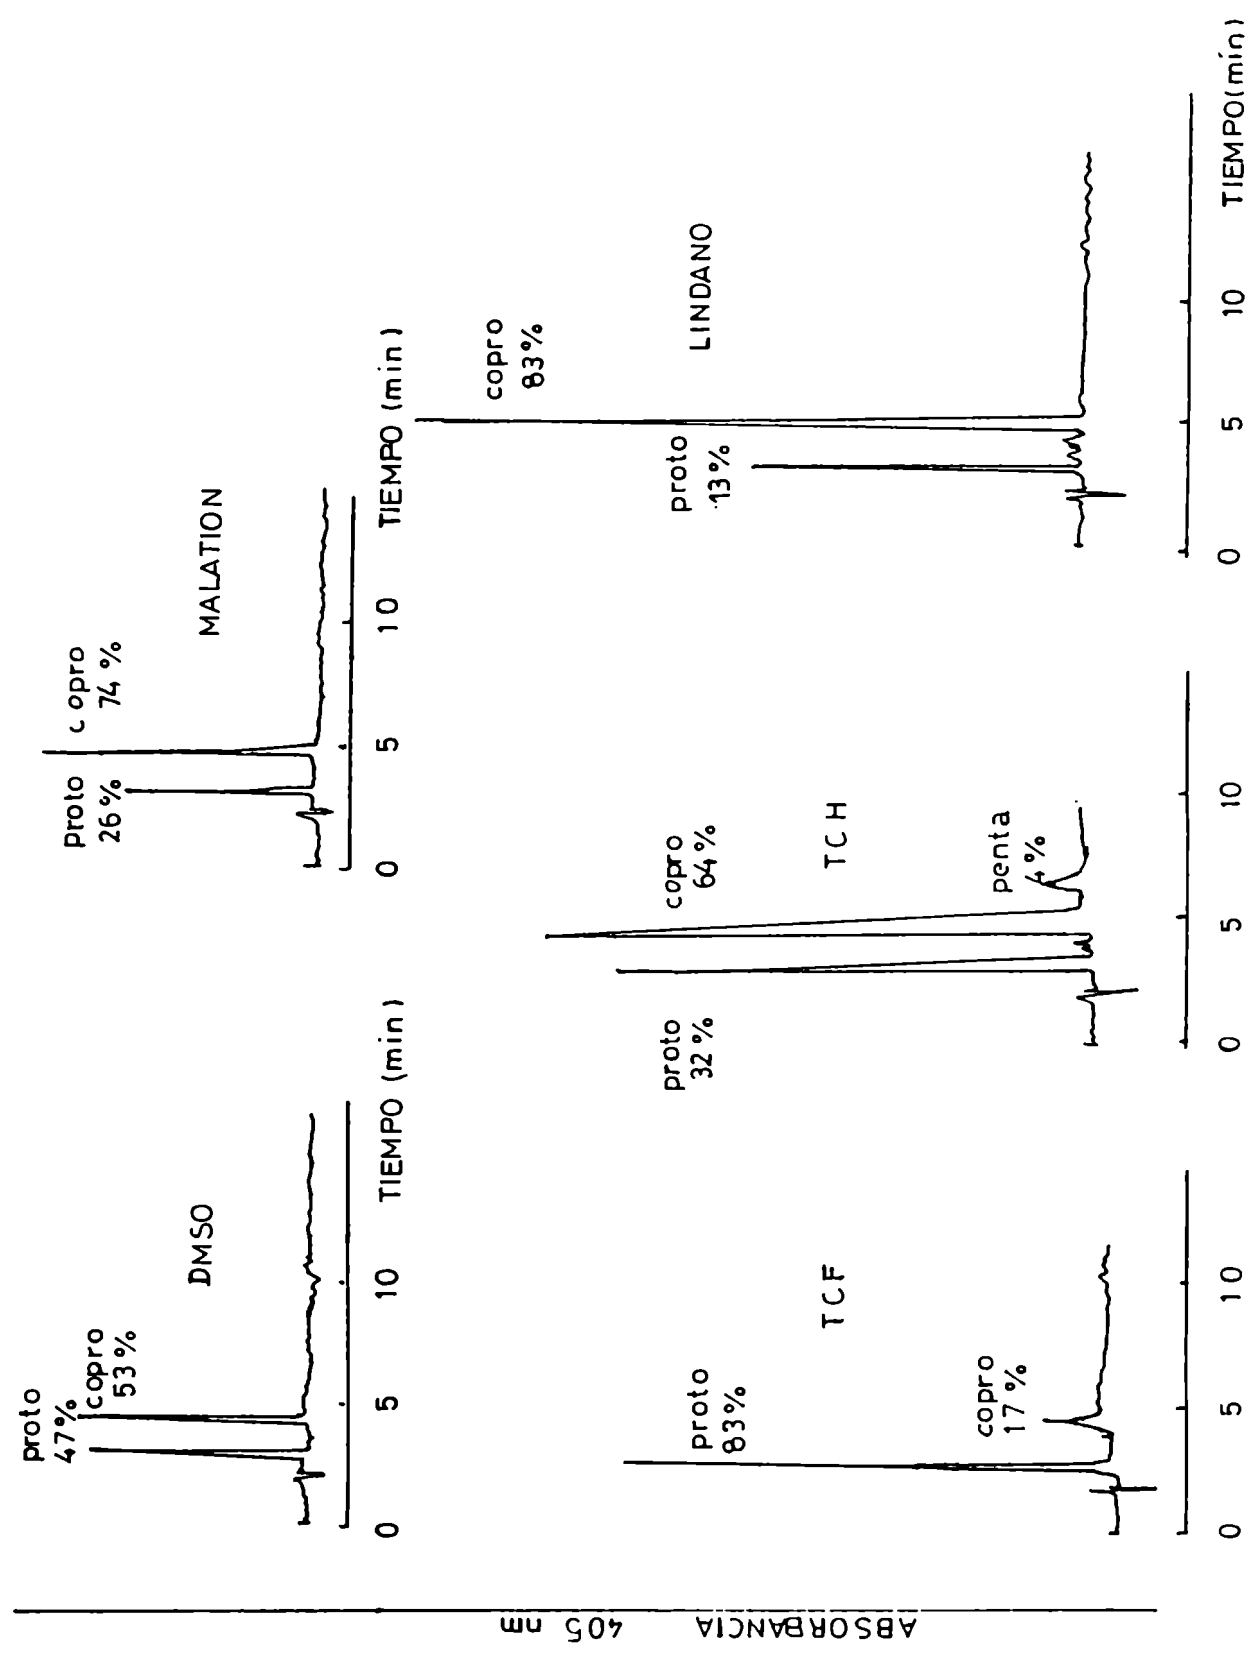 ABSORBANCIA 405 nm
proto
47%
copro
53%
DMSO
0 5 10 TIEMPO (min)
proto
26%
copro
74%
MALATION
0 5 10 TIEMPO (min)
proto
83%
copro
17%
TCF
0 5 10
proto
32%
copro
64%
TCH
penta
4%
0 5 10
proto
13%
copro
83%
LINDANO
0 5 10 TIEMPO (min)